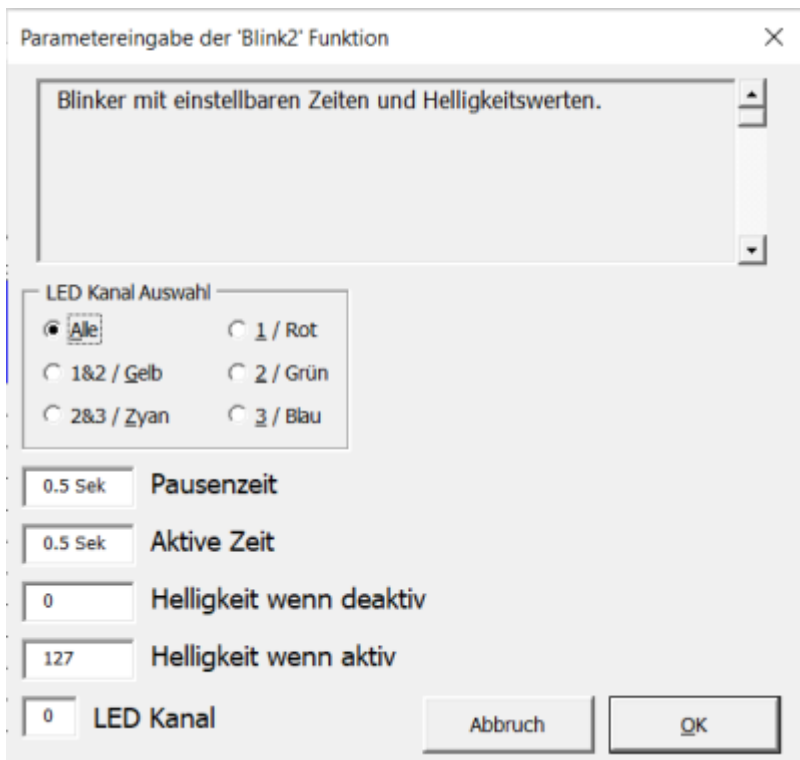 Parametereingabe der 'Blink2' Funktion
Blinker mit einstellbaren Zeiten und Helligkeitswerten.
LED Kanal Auswahl
Alle
1 / Rot
1&2 / Gelb
2 / Grün
2&3 / Zyan
3 / Blau
0.5 Sek Pausenzeit
0.5 Sek Aktive Zeit
0 Helligkeit wenn deaktiv
127 Helligkeit wenn aktiv
0 LED Kanal
Abbruch
OK